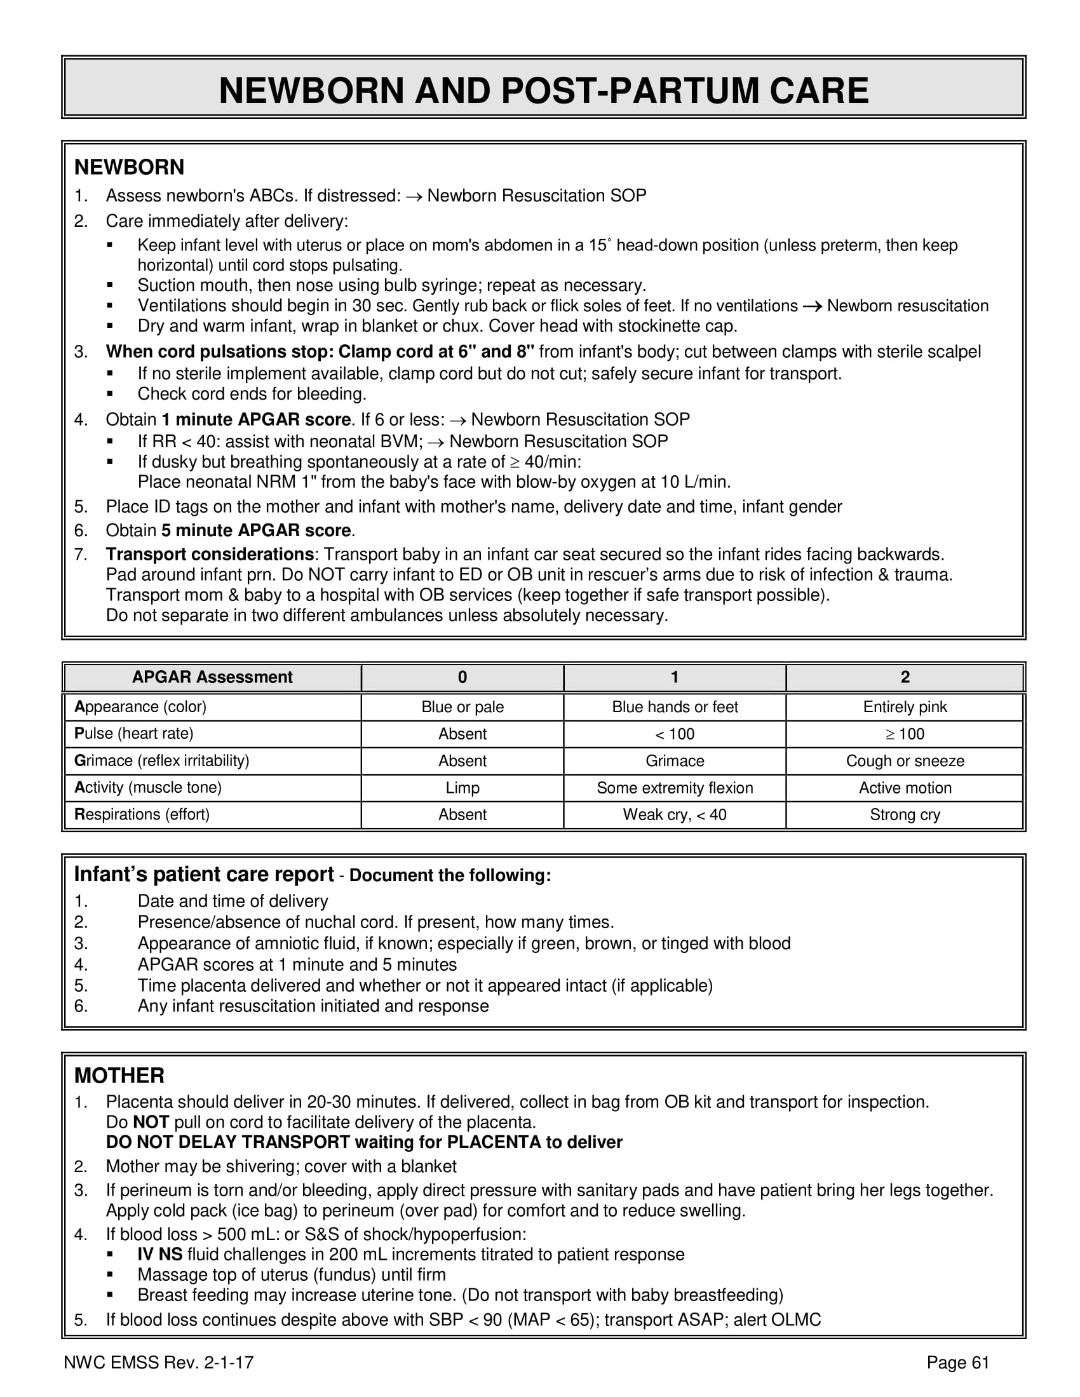 NEWBORN AND POST-PARTUM CARE
NEWBORN
1. Assess newborn's ABCs. If distressed: → Newborn Resuscitation SOP
2. Care immediately after delivery:
▪ Keep infant level with uterus or place on mom's abdomen in a 15˚ head-down position (unless preterm, then keep
horizontal) until cord stops pulsating.
▪ Suction mouth, then nose using bulb syringe; repeat as necessary.
▪ Ventilations should begin in 30 sec. Gently rub back or flick soles of feet. If no ventilations → Newborn resuscitation
▪ Dry and warm infant, wrap in blanket or chux. Cover head with stockinette cap.
3. When cord pulsations stop: Clamp cord at 6" and 8" from infant's body; cut between clamps with sterile scalpel
▪ If no sterile implement available, clamp cord but do not cut; safely secure infant for transport.
▪ Check cord ends for bleeding.
4. Obtain 1 minute APGAR score. If 6 or less: → Newborn Resuscitation SOP
▪ If RR < 40: assist with neonatal BVM; → Newborn Resuscitation SOP
▪ If dusky but breathing spontaneously at a rate of ≥ 40/min:
Place neonatal NRM 1" from the baby's face with blow-by oxygen at 10 L/min.
5. Place ID tags on the mother and infant with mother's name, delivery date and time, infant gender
6. Obtain 5 minute APGAR score.
7. Transport considerations: Transport baby in an infant car seat secured so the infant rides facing backwards.
Pad around infant prn. Do NOT carry infant to ED or OB unit in rescuer’s arms due to risk of infection & trauma.
Transport mom & baby to a hospital with OB services (keep together if safe transport possible).
Do not separate in two different ambulances unless absolutely necessary.
APGAR Assessment 0 1 2
Appearance (color) Blue or pale Blue hands or feet Entirely pink
Pulse (heart rate) Absent < 100 ≥ 100
Grimace (reflex irritability) Absent Grimace Cough or sneeze
Activity (muscle tone) Limp Some extremity flexion Active motion
Respirations (effort) Absent Weak cry, < 40 Strong cry
Infant’s patient care report - Document the following:
1. Date and time of delivery
2. Presence/absence of nuchal cord. If present, how many times.
3. Appearance of amniotic fluid, if known; especially if green, brown, or tinged with blood
4. APGAR scores at 1 minute and 5 minutes
5. Time placenta delivered and whether or not it appeared intact (if applicable)
6. Any infant resuscitation initiated and response
MOTHER
1. Placenta should deliver in 20-30 minutes. If delivered, collect in bag from OB kit and transport for inspection.
Do NOT pull on cord to facilitate delivery of the placenta.
DO NOT DELAY TRANSPORT waiting for PLACENTA to deliver
2. Mother may be shivering; cover with a blanket
3. If perineum is torn and/or bleeding, apply direct pressure with sanitary pads and have patient bring her legs together.
Apply cold pack (ice bag) to perineum (over pad) for comfort and to reduce swelling.
4. If blood loss > 500 mL: or S&S of shock/hypoperfusion:
▪ IV NS fluid challenges in 200 mL increments titrated to patient response
▪ Massage top of uterus (fundus) until firm
▪ Breast feeding may increase uterine tone. (Do not transport with baby breastfeeding)
5. If blood loss continues despite above with SBP < 90 (MAP < 65); transport ASAP; alert OLMC
NWC EMSS Rev. 2-1-17 Page 61